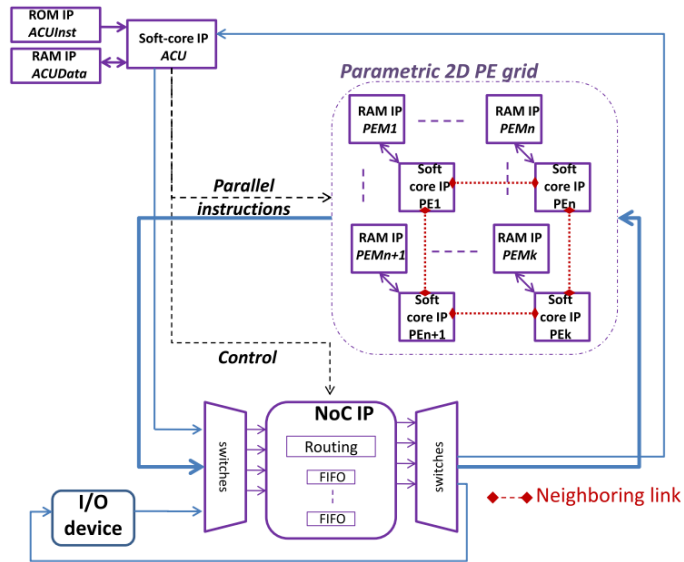 ROM IP
ACUInst
RAM IP
ACUData
Soft-core IP
ACU
Parametric 2D PE grid
RAM IP
PEM1
RAM IP
PEMn
Soft
core IP
PE1
Soft
core IP
PEn
Parallel
instructions
RAM IP
PEMn+1
RAM IP
PEMk
Soft
core IP
PEn+1
Soft
core IP
PEk
Control
NoC IP
switches
Routing
FIFO
FIFO
switches
I/O
device
Neighboring link